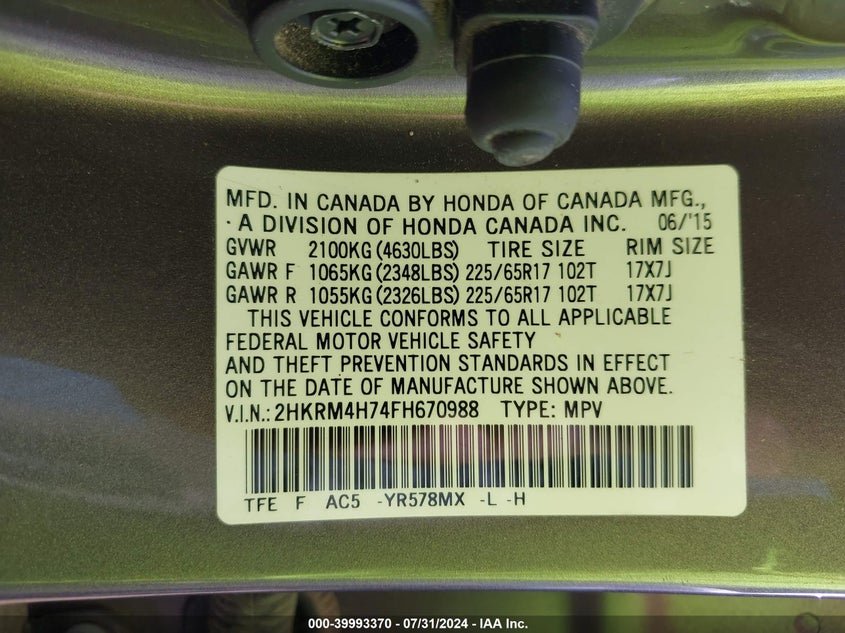 MFD. IN CANADA BY HONDA OF CANADA MFG.,
· A DIVISION OF HONDA CANADA INC. 06/'15
GVWR 2100KG (4630LBS) TIRE SIZE RIM SIZE
GAWR F 1065KG (2348LBS) 225/65R17 102T 17X7J
GAWR R 1055KG (2326LBS) 225/65R17 102T 17X7J
THIS VEHICLE CONFORMS TO ALL APPLICABLE
FEDERAL MOTOR VEHICLE SAFETY
AND THEFT PREVENTION STANDARDS IN EFFECT
ON THE DATE OF MANUFACTURE SHOWN ABOVE.
V.I.N.: 2HKRM4H74FH670988 TYPE: MPV
TFE F AC5 -YR578MX -L -H
000-39993370 - 07/31/2024 - IAA Inc.